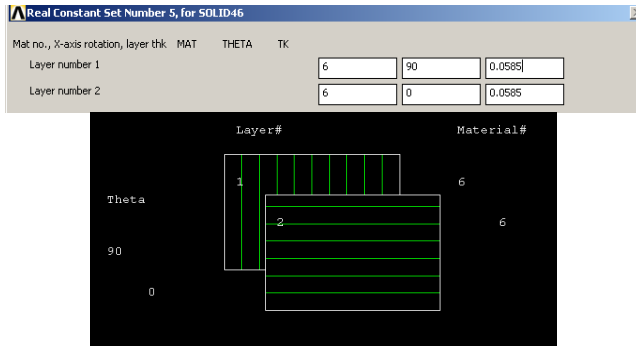 Real Constant Set Number 5, for SOLID46
Mat no., X-axis rotation, layer thk MAT THETA TK
Layer number 1 6 90 0.0585
Layer number 2 6 0 0.0585
Layer# Material#
1 6
Theta
2 6
90
0